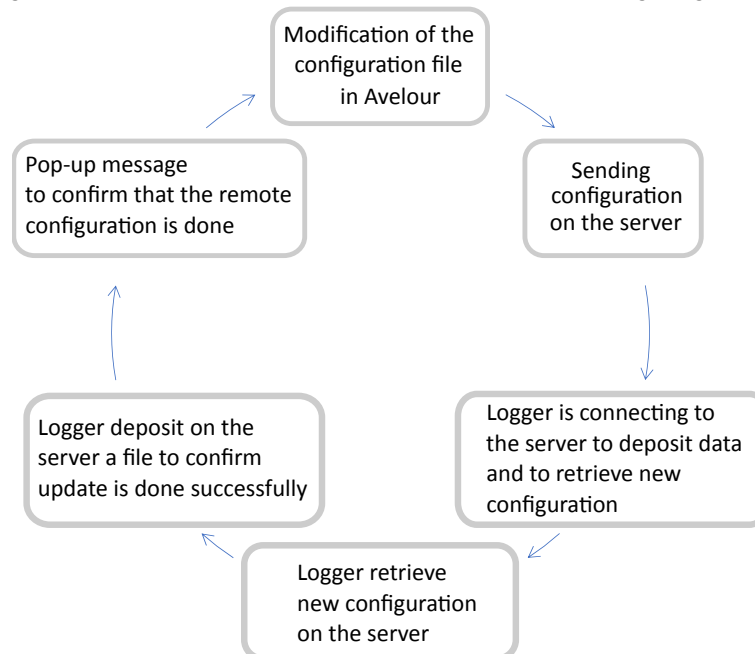 Modification of the
configuration file
in Avelour
Sending
configuration
on the server
Logger is connecting to
the server to deposit data
and to retrieve new
configuration
Logger retrieve
new configuration
on the server
Logger deposit on the
server a file to confirm
update is done successfully
Pop-up message
to confirm that the remote
configuration is done